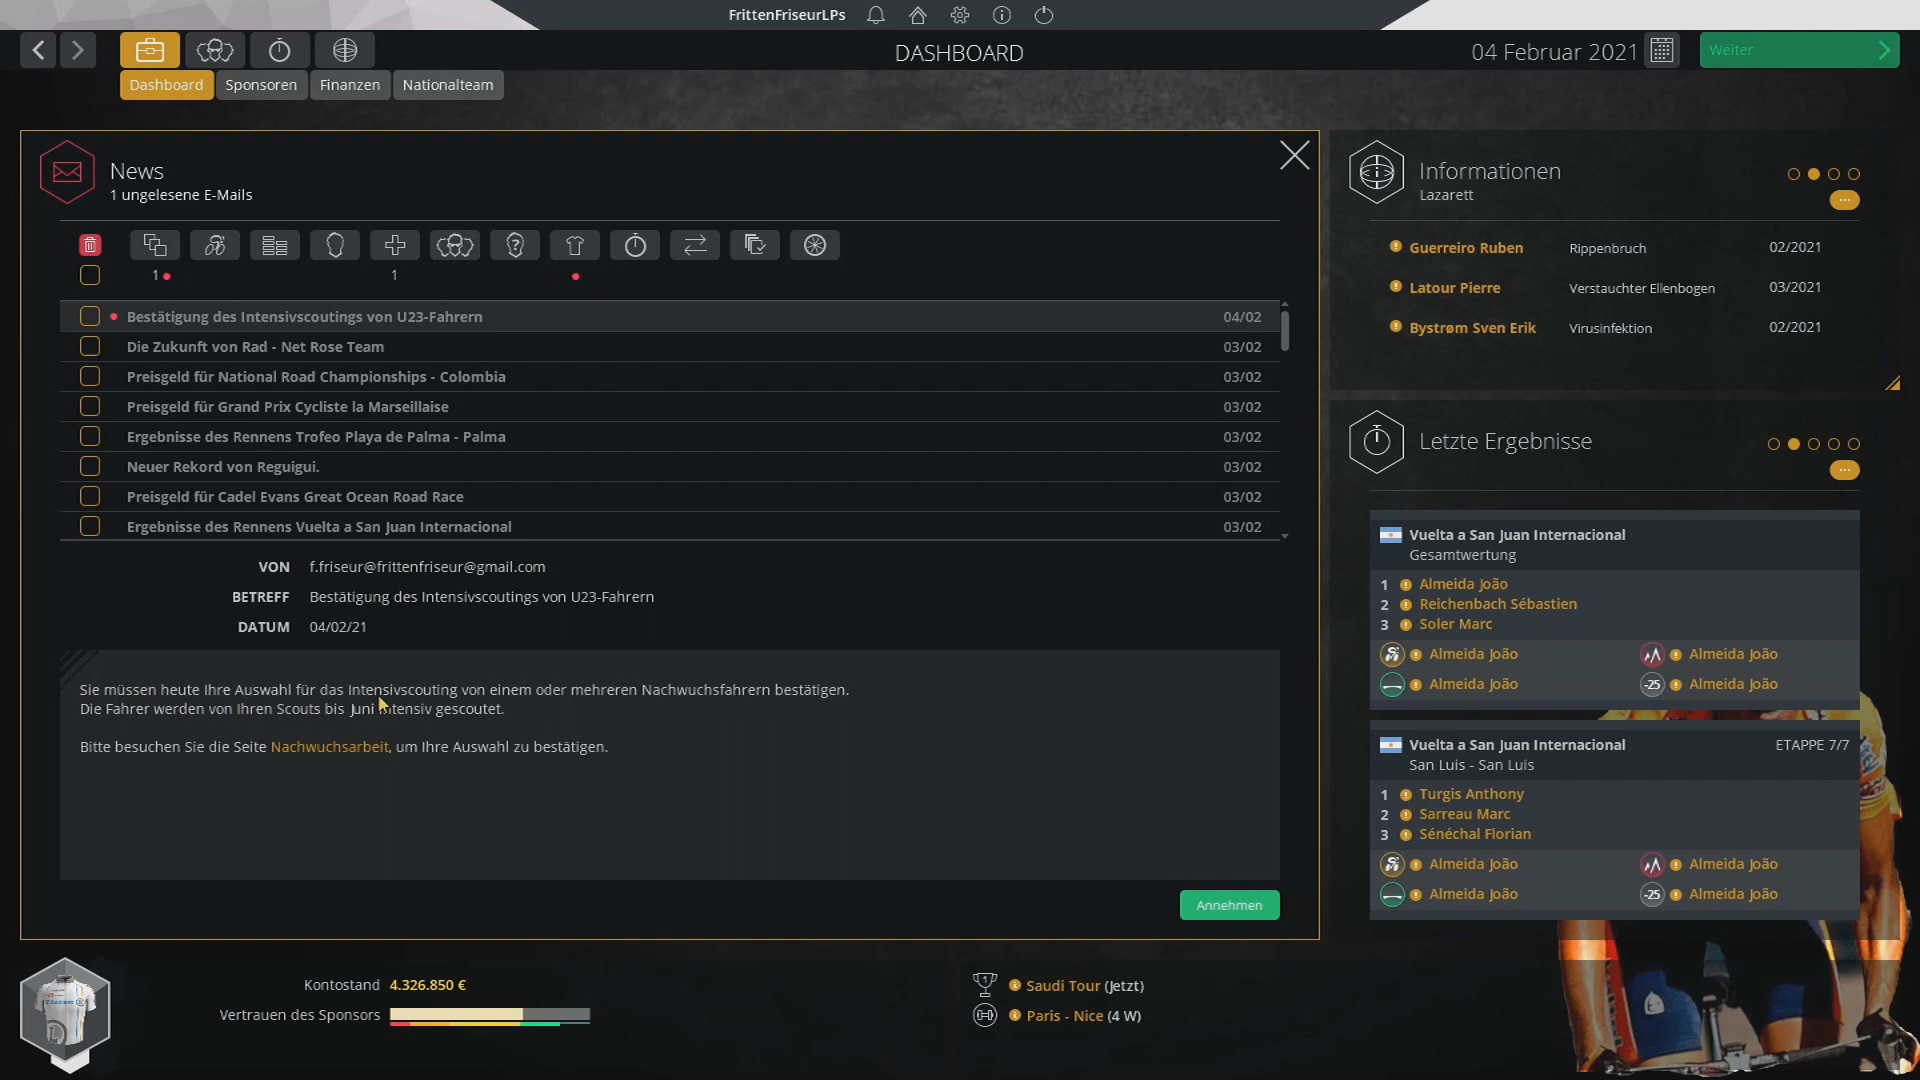 FrittenFriseurLPs
DASHBOARD
04 Februar 2021
Weiter
Dashboard
Sponsoren
Finanzen
Nationalteam
News
1 ungelesene E-Mails
1
1
Bestätigung des Intensivscoutings von U23-Fahrern 04/02
Die Zukunft von Rad - Net Rose Team 03/02
Preisgeld für National Road Championships - Colombia 03/02
Preisgeld für Grand Prix Cycliste la Marseillaise 03/02
Ergebnisse des Rennens Trofeo Playa de Palma - Palma 03/02
Neuer Rekord von Reguigui. 03/02
Preisgeld für Cadel Evans Great Ocean Road Race 03/02
Ergebnisse des Rennens Vuelta a San Juan Internacional 03/02
VON f.friseur@frittenfriseur@gmail.com
BETREFF Bestätigung des Intensivscoutings von U23-Fahrern
DATUM 04/02/21
Sie müssen heute Ihre Auswahl für das Intensivscouting von einem oder mehreren Nachwuchsfahrern bestätigen.
Die Fahrer werden von Ihren Scouts bis Juni intensiv gescoutet.
Bitte besuchen Sie die Seite Nachwuchsarbeit, um Ihre Auswahl zu bestätigen.
Annehmen
Informationen
Lazarett
...
Guerreiro Ruben Rippenbruch 02/2021
Latour Pierre Verstauchter Ellenbogen 03/2021
Bystrøm Sven Erik Virusinfektion 02/2021
Letzte Ergebnisse
...
Vuelta a San Juan Internacional
Gesamtwertung
1 Almeida João
2 Reichenbach Sébastien
3 Soler Marc
Almeida João Almeida João
Almeida João -25 Almeida João
Vuelta a San Juan Internacional ETAPPE 7/7
San Luis - San Luis
1 Turgis Anthony
2 Sarreau Marc
3 Sénéchal Florian
Almeida João Almeida João
Almeida João -25 Almeida João
Kontostand 4.326.850 €
Vertrauen des Sponsors
Saudi Tour (Jetzt)
Paris - Nice (4 W)